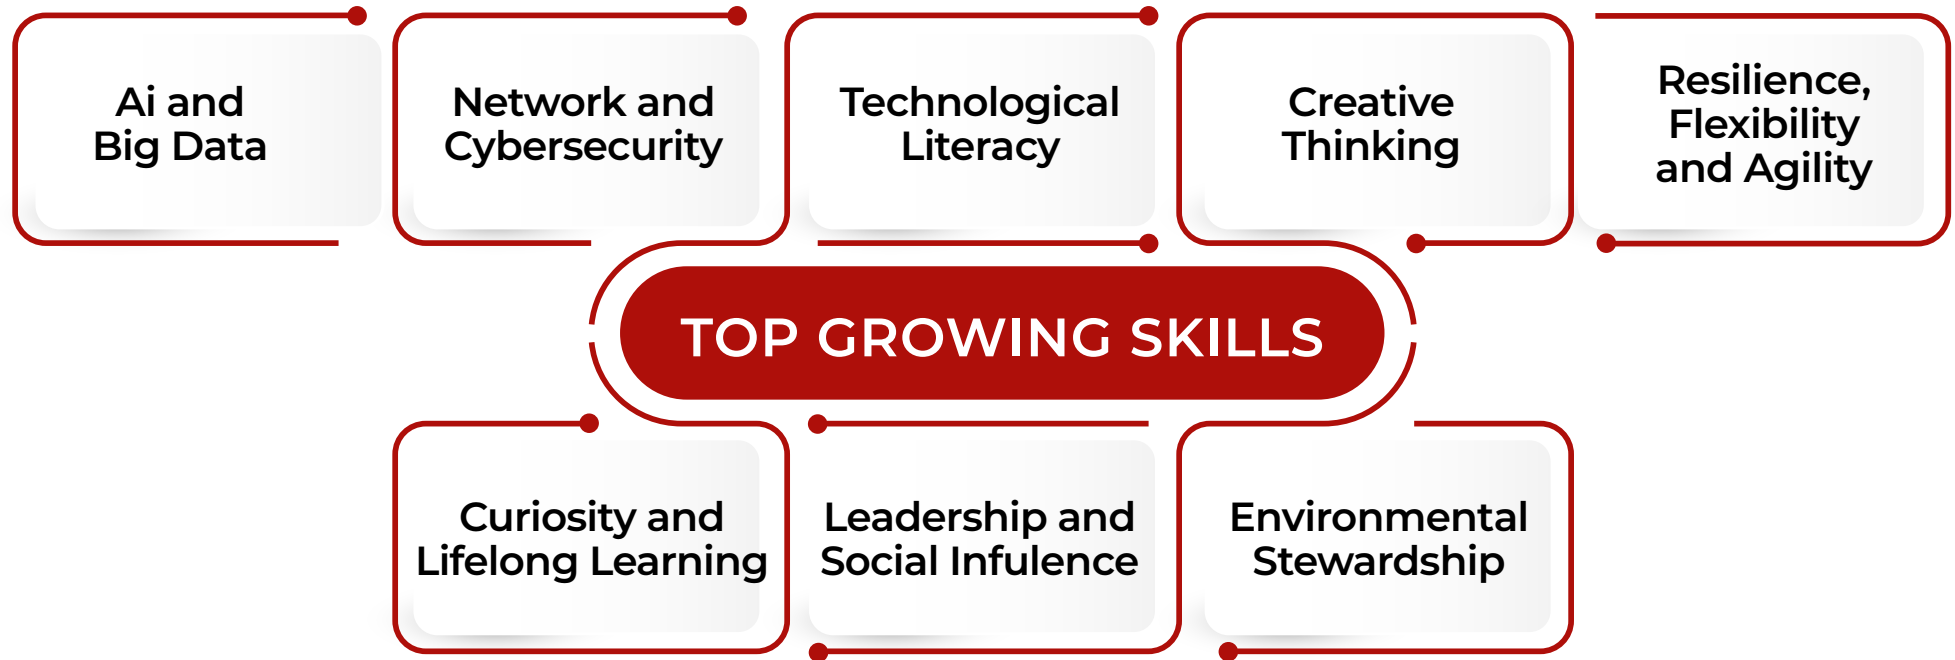 Ai and
Big Data
Network and
Cybersecurity
Technological
Literacy
Creative
Thinking
Resilience,
Flexibility
and Agility
TOP GROWING SKILLS
Curiosity and
Lifelong Learning
Leadership and
Social Infulence
Environmental
Stewardship